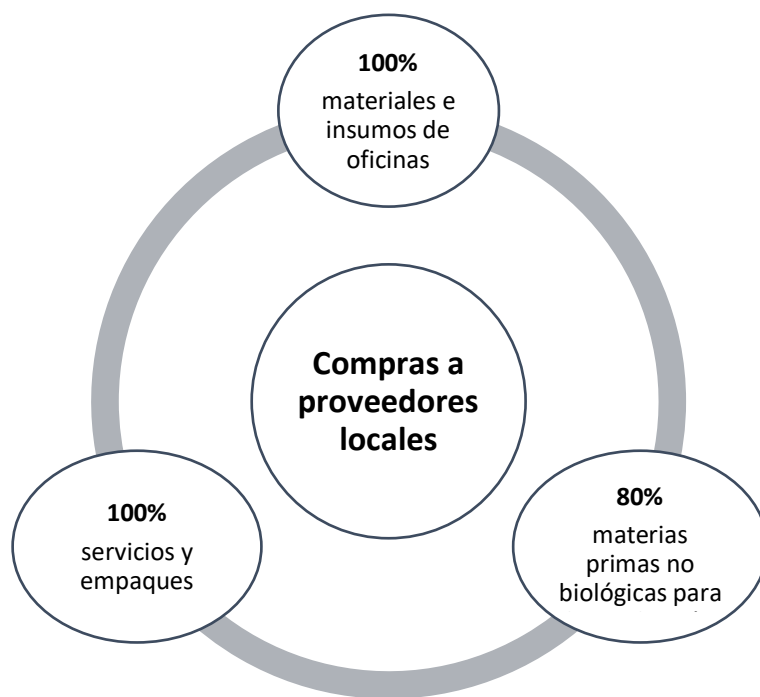 100%
materiales e
insumos de
oficinas
Compras a
proveedores
locales
80%
materias
primas no
biológicas para
100%
servicios y
empaques